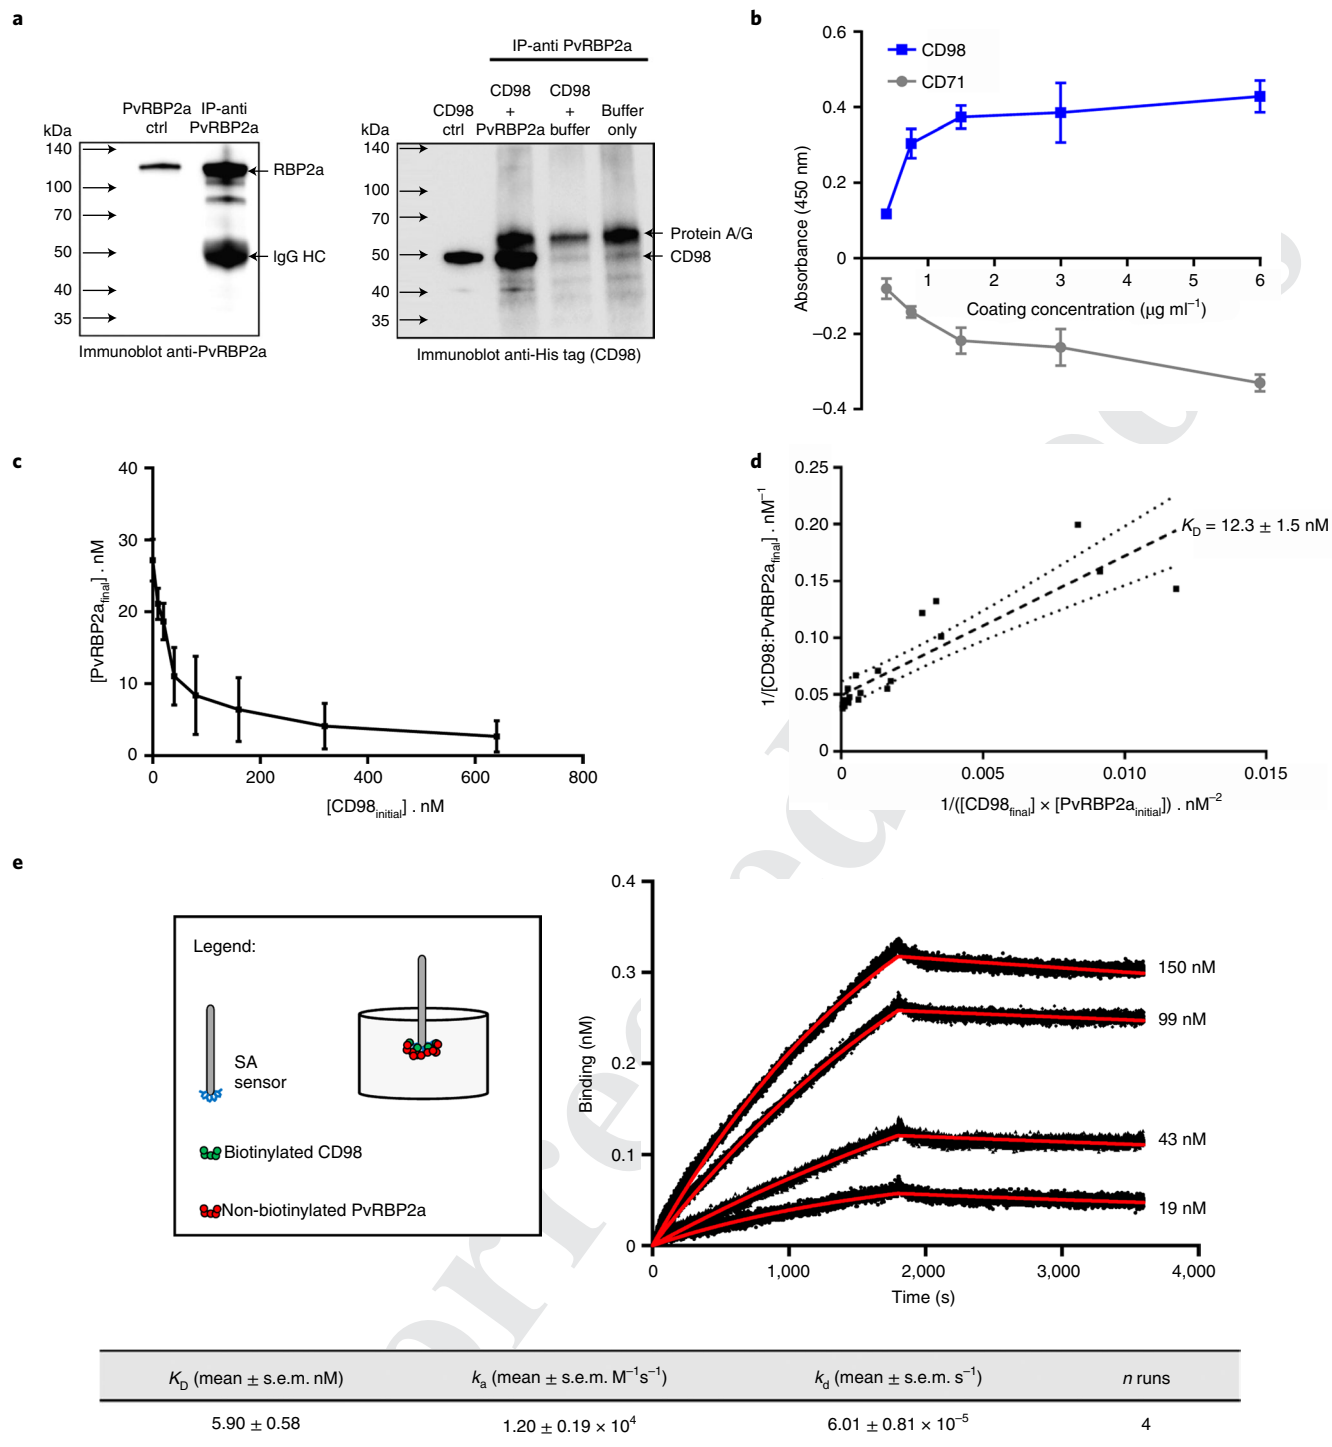 a
IP-anti PvRBP2a
PvRBP2a ctrl
IP-anti PvRBP2a
CD98 ctrl
CD98 + PvRBP2a
CD98 + buffer
Buffer only
kDa
140
100
70
50
40
35
RBP2a
IgG HC
Immunoblot anti-PvRBP2a
kDa
140
100
70
50
40
35
Protein A/G
CD98
Immunoblot anti-His tag (CD98)
b
CD98
CD71
0.6
0.4
0.2
0
–0.2
–0.4
Absorbance (450 nm)
1 2 3 4 5 6
Coating concentration (µg ml–1)
c
40
30
20
10
0
[PvRBP2afinal] . nM
0 200 400 600 800
[CD98initial] . nM
d
0.25
0.20
0.15
0.10
0.05
0
1/[CD98:PvRBP2afinal] . nM–1
KD = 12.3 ± 1.5 nM
0 0.005 0.010 0.015
1/([CD98final] × [PvRBP2ainitial]) . nM–2
e
Legend:
SA sensor
Biotinylated CD98
Non-biotinylated PvRBP2a
0.4
0.3
0.2
0.1
0
Binding (nM)
150 nM
99 nM
43 nM
19 nM
0 1,000 2,000 3,000 4,000
Time (s)
KD (mean ± s.e.m. nM) ka (mean ± s.e.m. M–1s–1) kd (mean ± s.e.m. s–1) n runs
5.90 ± 0.58 1.20 ± 0.19 × 104 6.01 ± 0.81 × 10–5 4